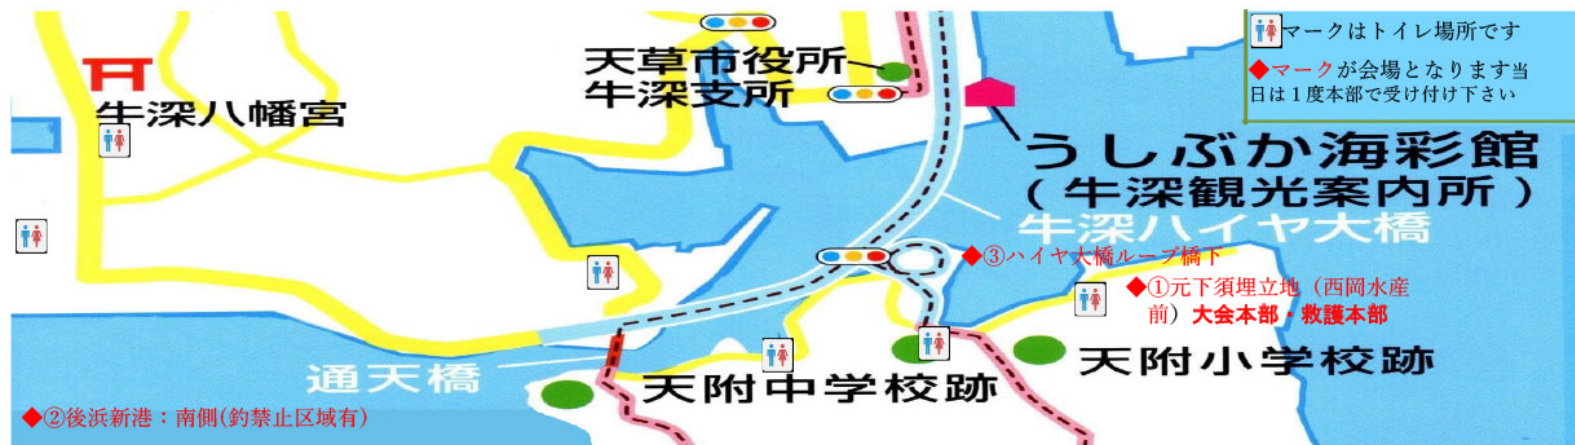 マークはトイレ場所です
◆マークが会場となります当
日は１度本部で受け付け下さい
天草市役所
牛深支所
牛深八幡宮
うしぶか海彩館
(牛深観光案内所)
牛深ハイヤ大橋
◆③ハイヤ大橋ループ橋下
◆①元下須埋立地（西岡水産
前）大会本部・救護本部
通天橋
天附中学校跡
天附小学校跡
◆②後浜新港：南側(釣禁止区域有)